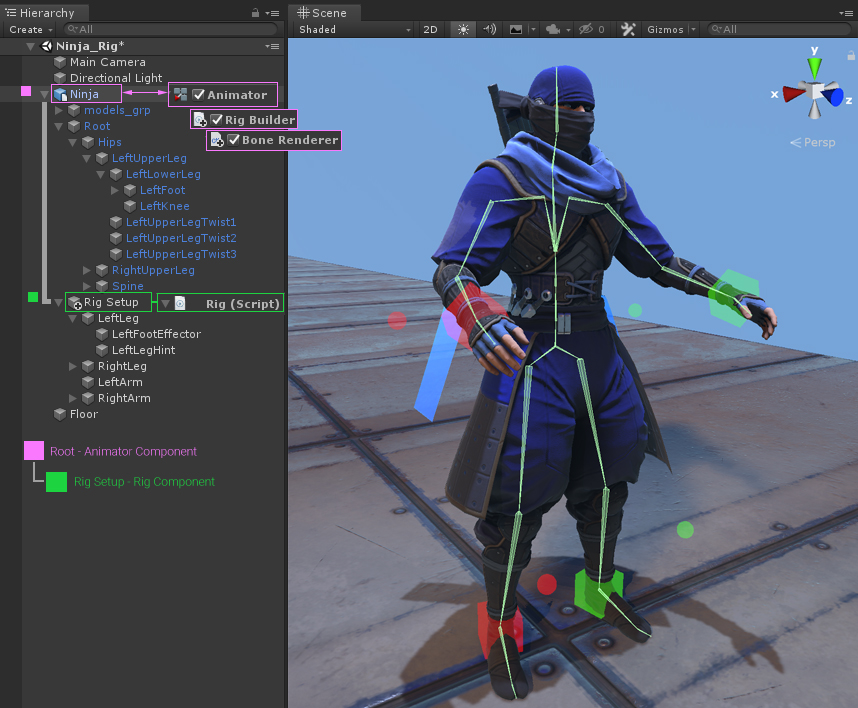 Hierarchy
Create
All
Ninja_Rig*
Main Camera
Directional Light
Ninja
Animator
models_grp
Rig Builder
Root
Bone Renderer
Hips
LeftUpperLeg
LeftLowerLeg
LeftFoot
LeftKnee
LeftUpperLegTwist1
LeftUpperLegTwist2
LeftUpperLegTwist3
RightUpperLeg
Spine
Rig Setup
Rig (Script)
LeftLeg
LeftFootEffector
LeftLegHint
RightLeg
LeftArm
RightArm
Floor
Root - Animator Component
Rig Setup - Rig Component
Scene
Shaded 2D 0 Gizmos All
y
x z
Persp